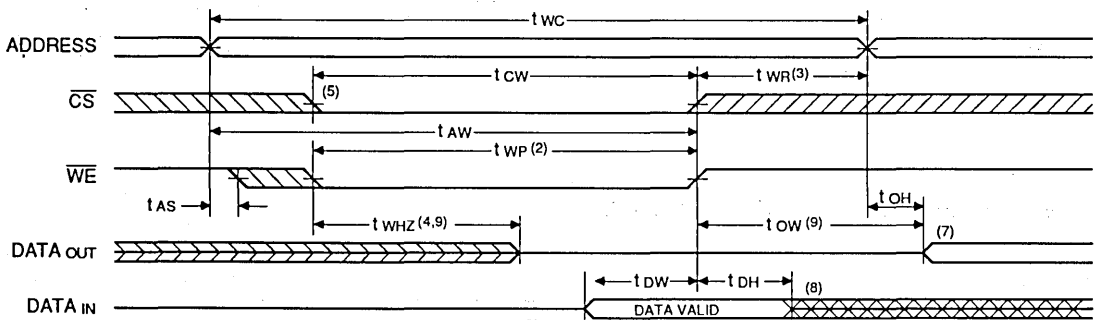 t WC
ADDRESS
t CW
t WR (3)
CS
(5)
t AW
t WP (2)
WE
t AS
t OH
t WHZ (4,9)
t OW (9)
(7)
DATA OUT
t DW
t DH
(8)
DATA IN
DATA VALID